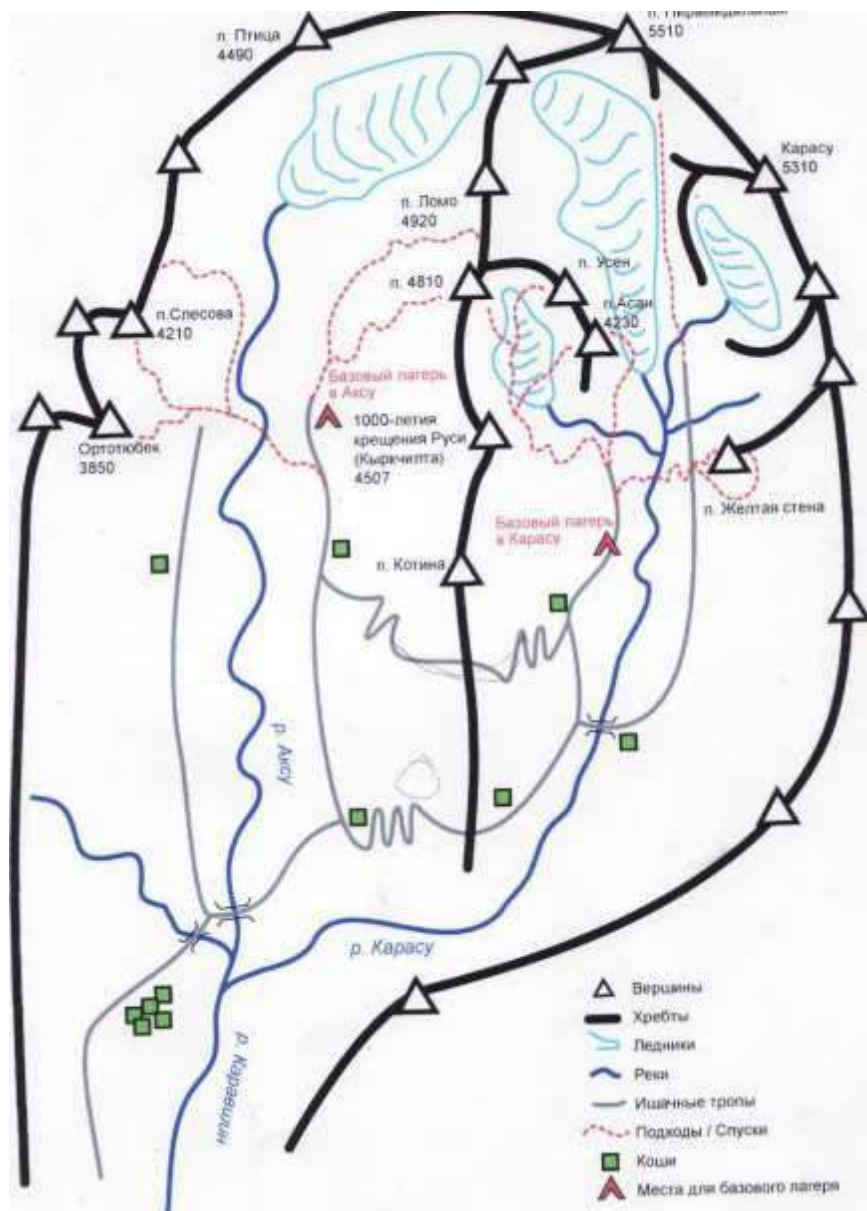 п. Птица
4490
5510
Карасу
5310
п. Ломо
4920
п. Усен
п. 4810
п.Слесова
4210
п.Асан
4230
Базовый лагерь
в Аксу
1000-летия
крещения Руси
(Кыркчилта)
4507
Ортотюбек
3850
п. Желтая стена
Базовый лагерь
в Карасу
п. Котина
р. Аксу
р. Карасу
р. Каравшин
Вершины
Хребты
Ледники
Реки
Ишачные тропы
Подходы / Спуски
Коши
Места для базового лагеря